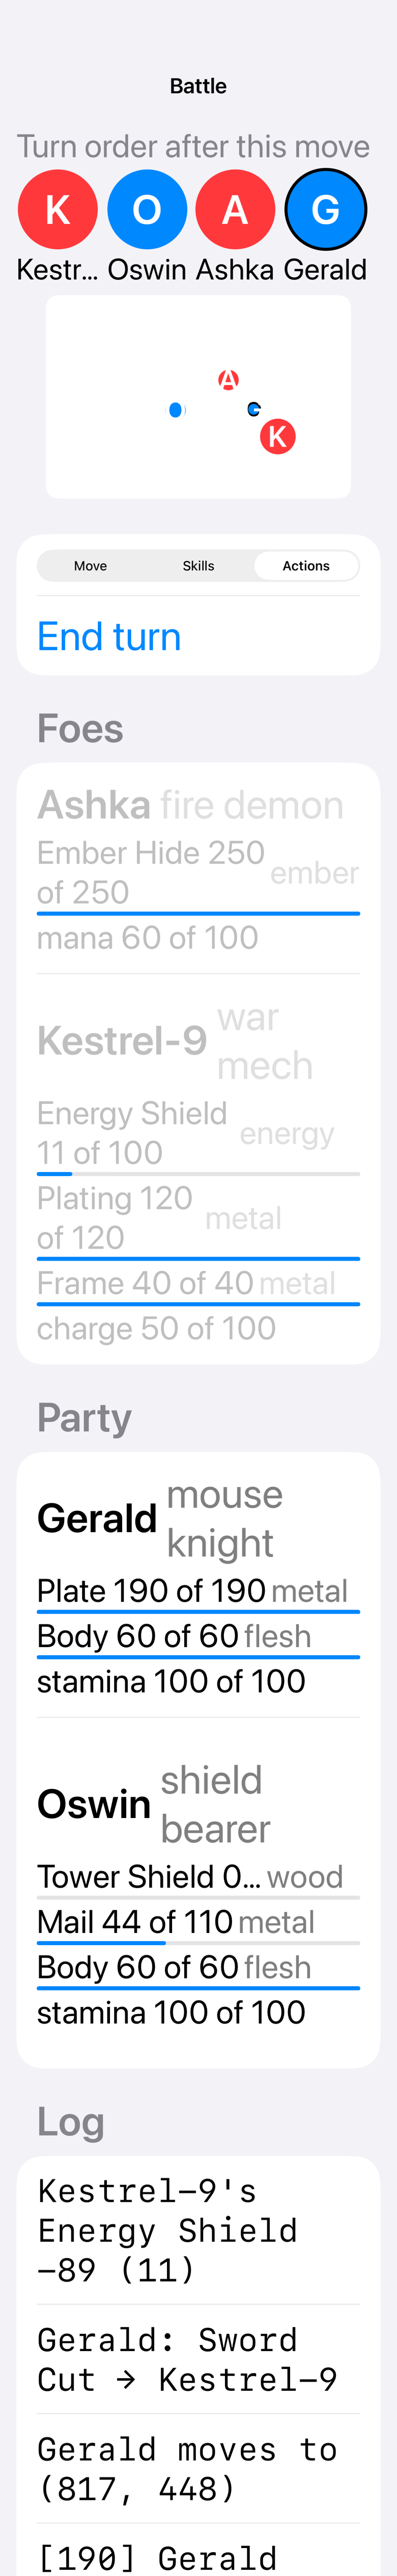 Battle
Turn order after this move
K O A G
Kestr... Oswin Ashka Gerald
A
G
K
Move Skills Actions
End turn
Foes
Ashka fire demon
Ember Hide 250
of 250
ember
mana 60 of 100
Kestrel-9 war
mech
Energy Shield
11 of 100
energy
Plating 120
of 120
metal
Frame 40 of 40 metal
charge 50 of 100
Party
Gerald mouse
knight
Plate 190 of 190 metal
Body 60 of 60 flesh
stamina 100 of 100
Oswin shield
bearer
Tower Shield 0... wood
Mail 44 of 110 metal
Body 60 of 60 flesh
stamina 100 of 100
Log
Kestrel-9's
Energy Shield
-89 (11)
Gerald: Sword
Cut → Kestrel-9
Gerald moves to
(817, 448)
[190] Gerald